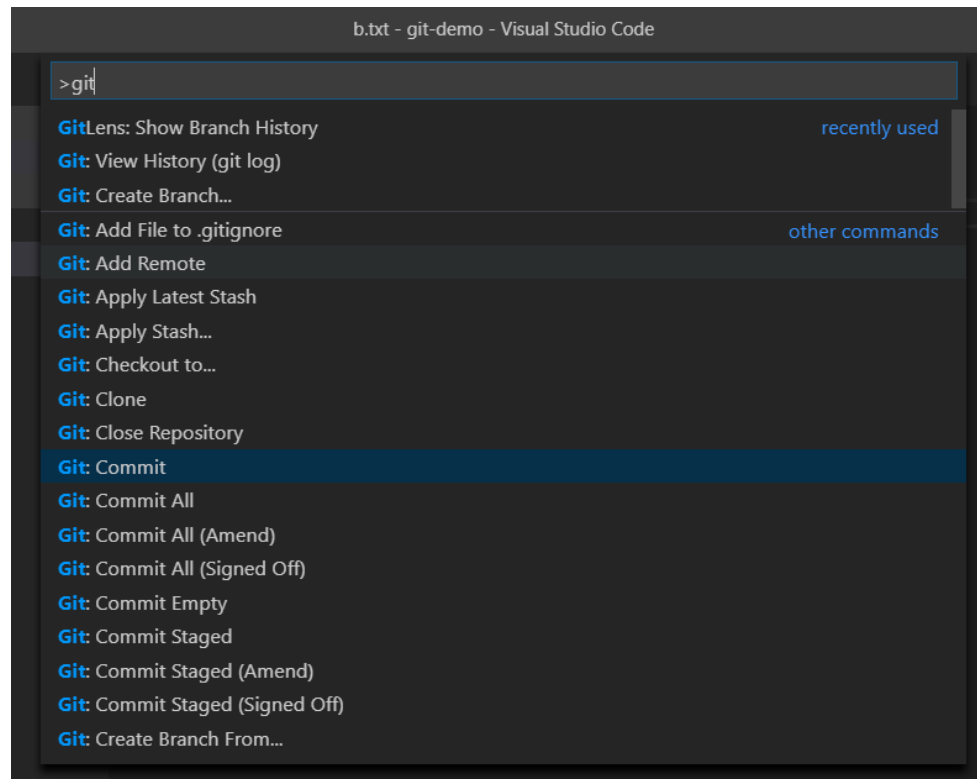 b.txt - git-demo - Visual Studio Code
>git
GitLens: Show Branch History recently used
Git: View History (git log)
Git: Create Branch...
Git: Add File to .gitignore other commands
Git: Add Remote
Git: Apply Latest Stash
Git: Apply Stash...
Git: Checkout to...
Git: Clone
Git: Close Repository
Git: Commit
Git: Commit All
Git: Commit All (Amend)
Git: Commit All (Signed Off)
Git: Commit Empty
Git: Commit Staged
Git: Commit Staged (Amend)
Git: Commit Staged (Signed Off)
Git: Create Branch From...